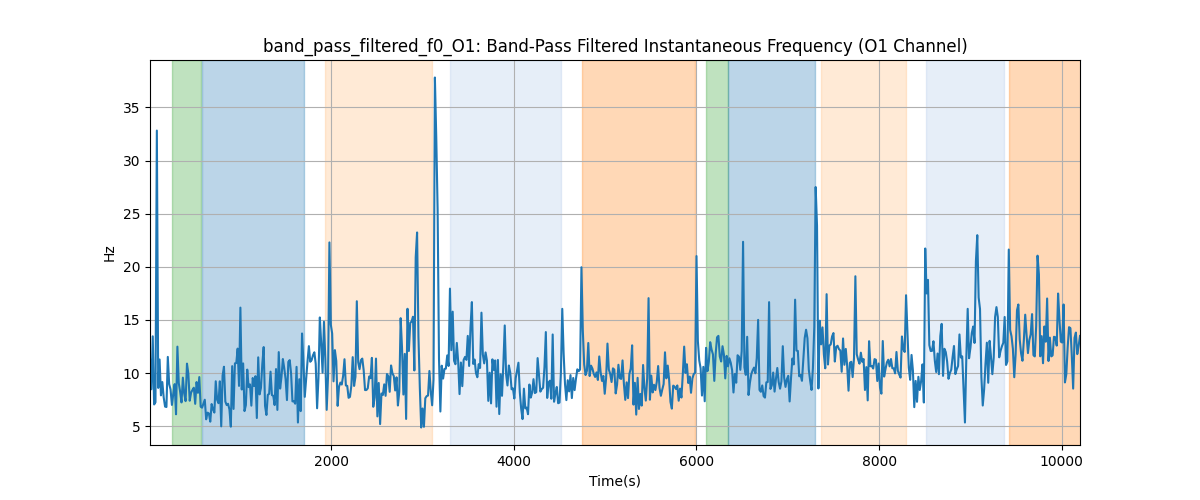 band_pass_filtered_f0_O1: Band-Pass Filtered Instantaneous Frequency (O1 Channel)
Hz
35
30
25
20
15
10
5
2000 4000 6000 8000 10000
Time(s)